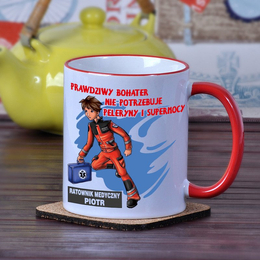 PRAWDZIWY BOHATER
NIE POTRZEBUJE
PELERYNY I SUPERMOCY
RATOWNIK MEDYCZNY
PIOTR